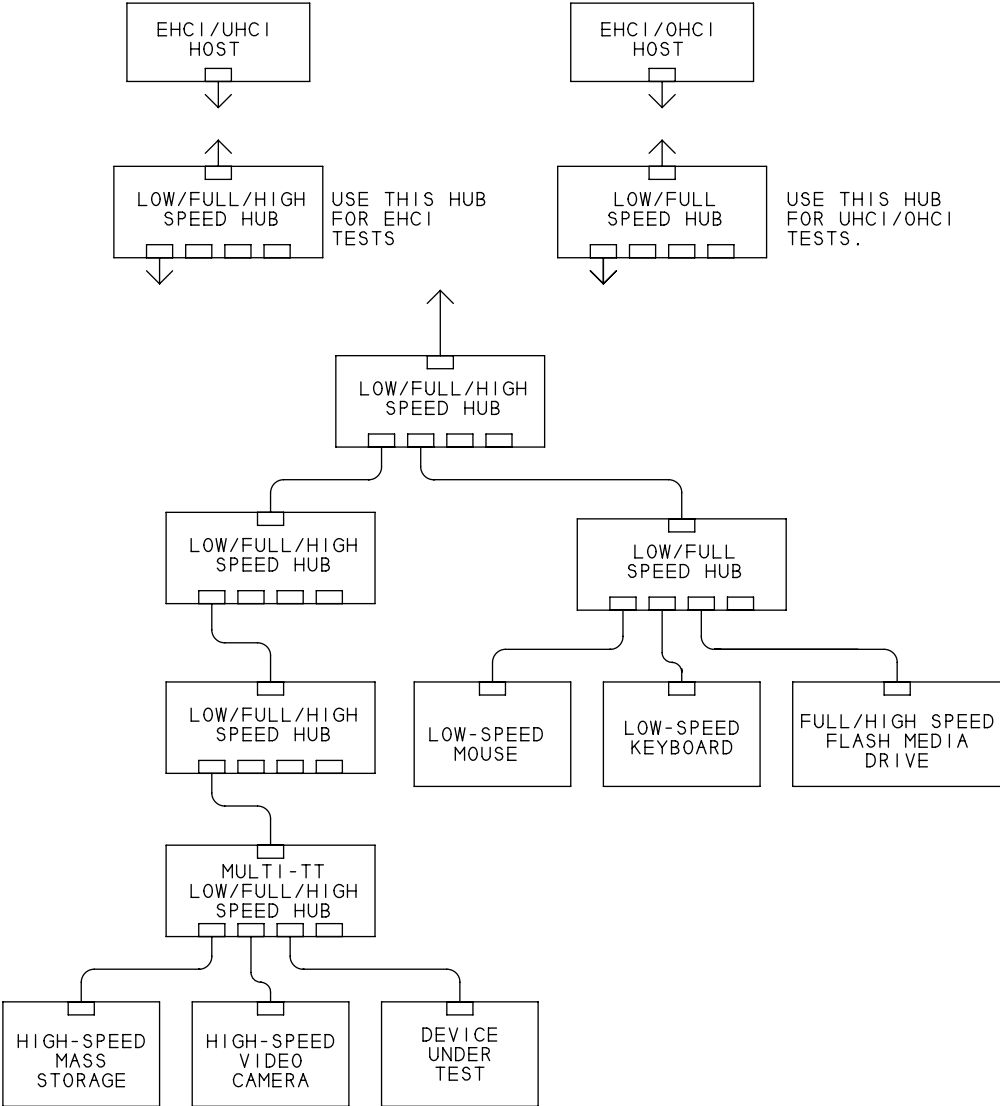 EHCI/UHCI
HOST
EHCI/OHCI
HOST
LOW/FULL/HIGH
SPEED HUB
USE THIS HUB
FOR EHCI
TESTS
LOW/FULL
SPEED HUB
USE THIS HUB
FOR UHCI/OHCI
TESTS.
LOW/FULL/HIGH
SPEED HUB
LOW/FULL/HIGH
SPEED HUB
LOW/FULL
SPEED HUB
LOW/FULL/HIGH
SPEED HUB
LOW-SPEED
MOUSE
LOW-SPEED
KEYBOARD
FULL/HIGH SPEED
FLASH MEDIA
DRIVE
MULTI-TT
LOW/FULL/HIGH
SPEED HUB
HIGH-SPEED
MASS
STORAGE
HIGH-SPEED
VIDEO
CAMERA
DEVICE
UNDER
TEST